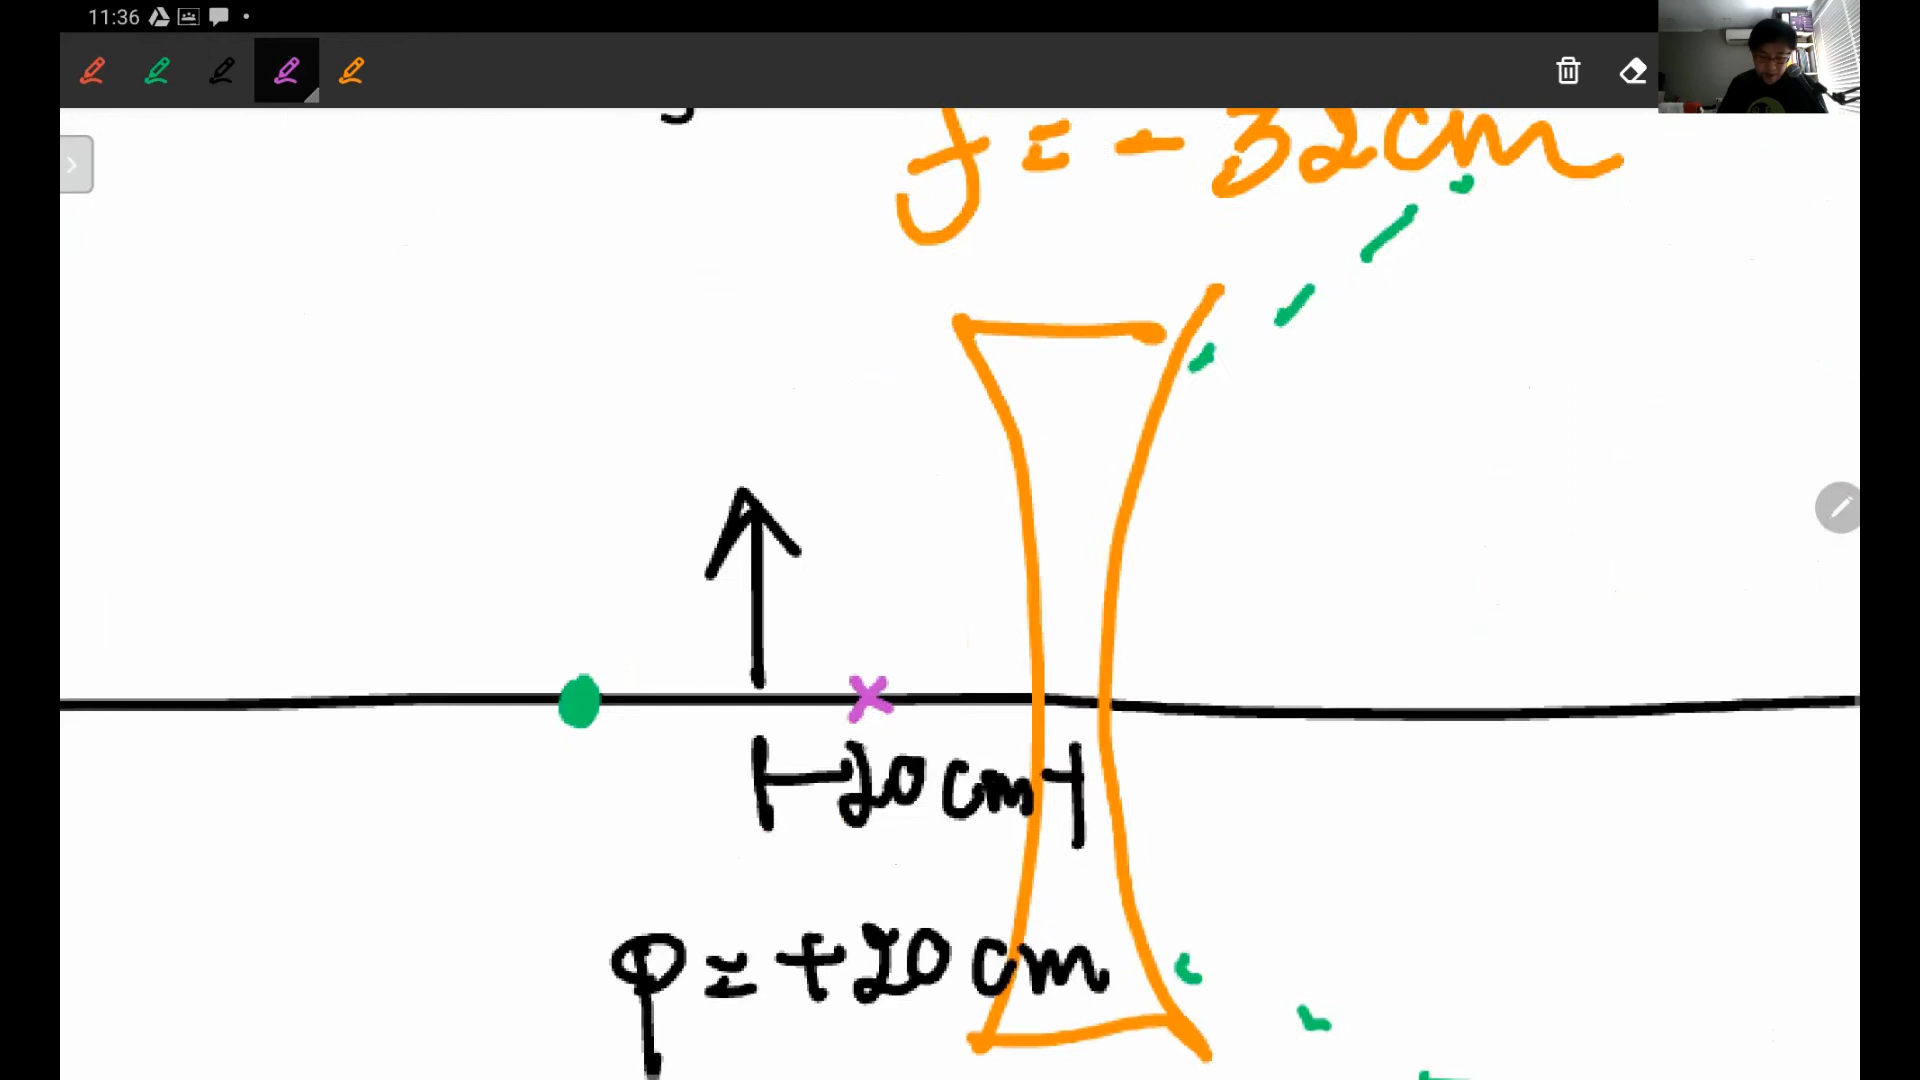 11:36
f = - 32cm
20 cm
p = +20 cm